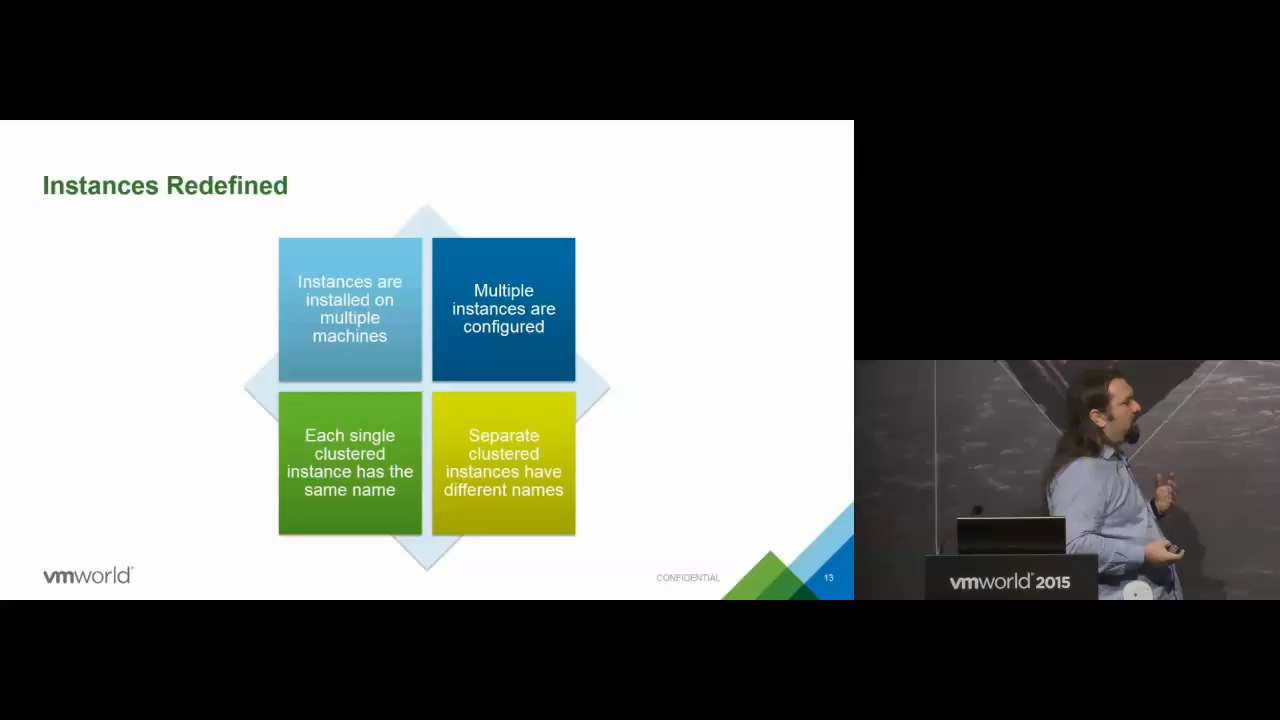 Instances Redefined
Instances are
installed on
multiple
machines
Multiple
instances are
configured
Each single
clustered
instance has the
same name
Separate
clustered
instances have
different names
vmworld
CONFIDENTIAL
13
vmworld 2015